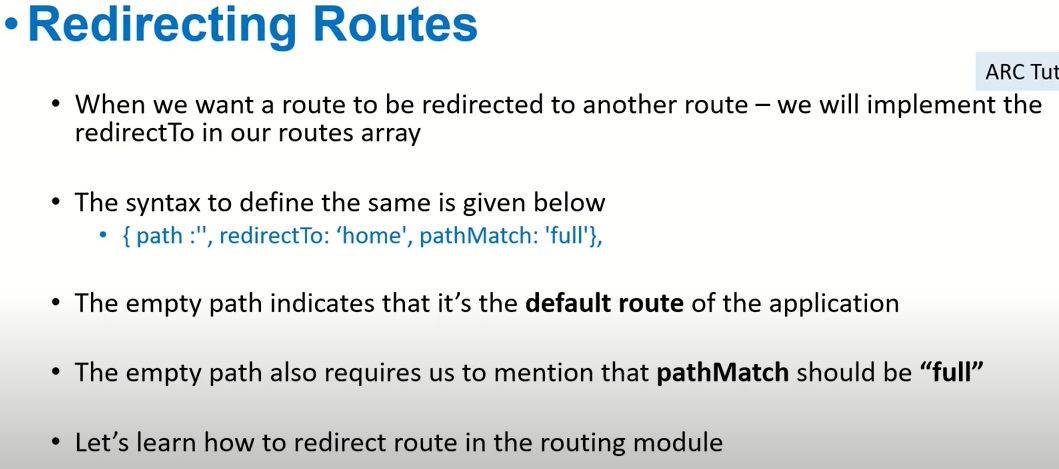 • Redirecting Routes
ARC Tut
• When we want a route to be redirected to another route – we will implement the
redirectTo in our routes array
• The syntax to define the same is given below
• { path :'', redirectTo: ‘home', pathMatch: 'full'},
• The empty path indicates that it’s the default route of the application
• The empty path also requires us to mention that pathMatch should be “full”
• Let’s learn how to redirect route in the routing module